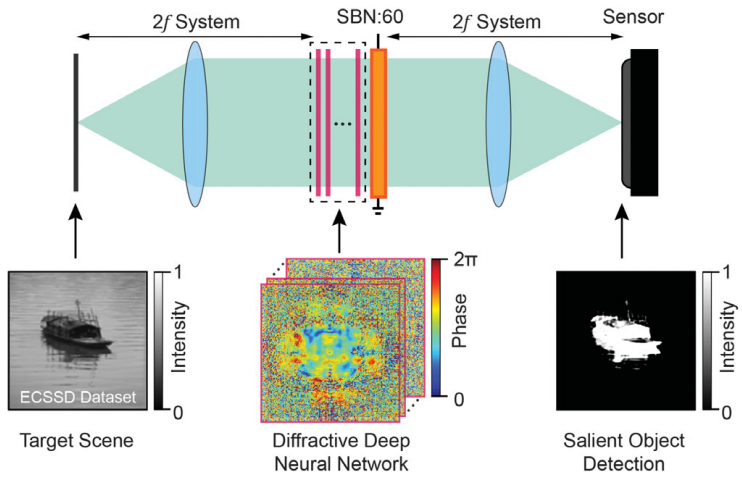 2f System
SBN:60
2f System
Sensor
1
Intensity
0
ECSSD Dataset
2π
Phase
0
1
Intensity
0
Target Scene
Diffractive Deep
Neural Network
Salient Object
Detection